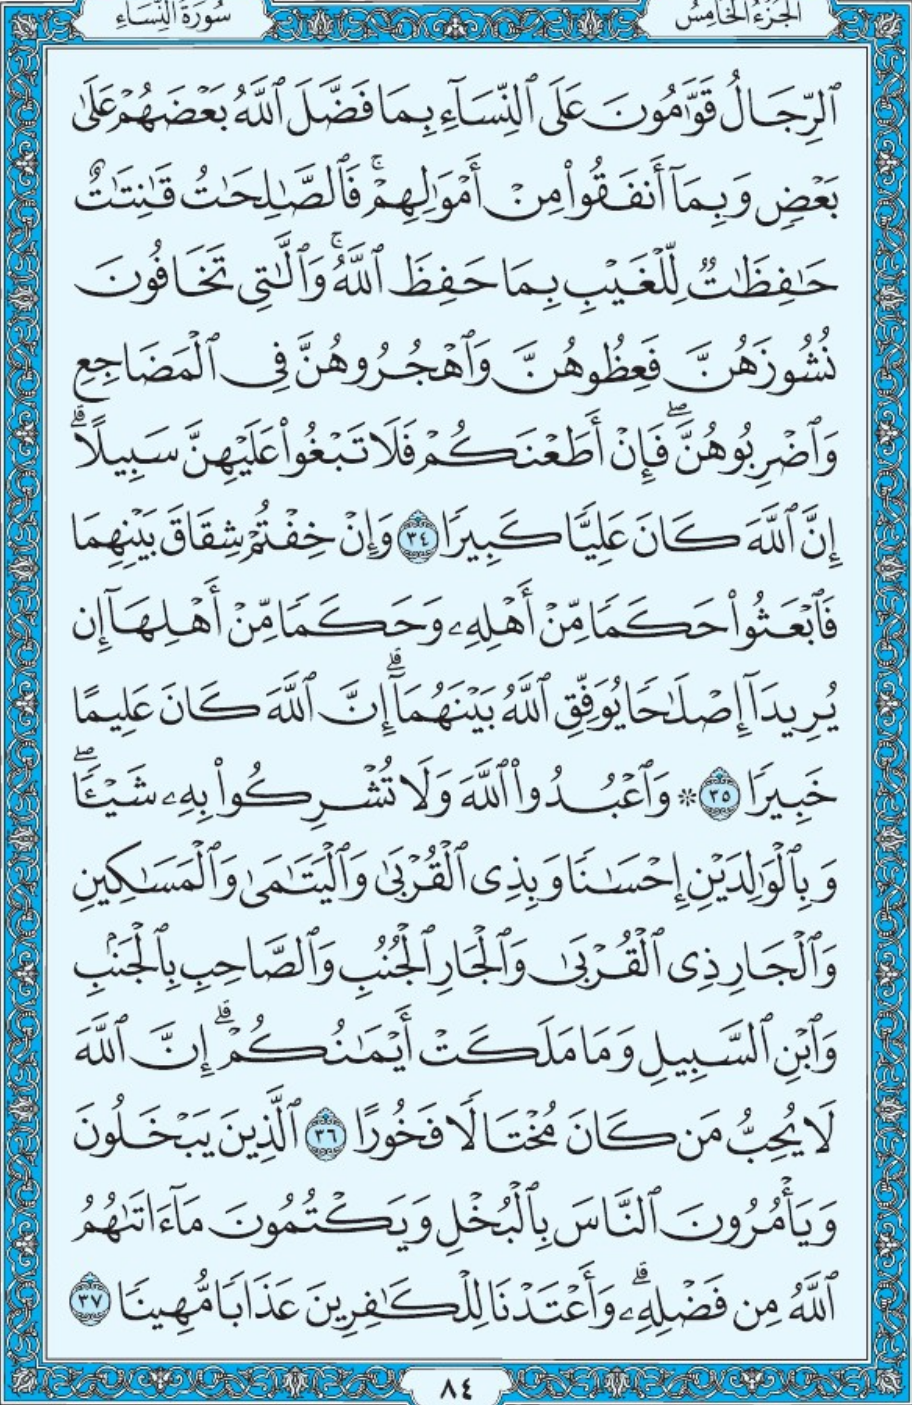 الجزء الخامس
سورة النساء
ٱلرِّجَالُ قَوَّٰمُونَ عَلَى ٱلنِّسَآءِ بِمَا فَضَّلَ ٱللَّهُ بَعْضَهُمْ عَلَىٰ
بَعْضٍ وَبِمَآ أَنفَقُوا۟ مِنْ أَمْوَٰلِهِمْ ۚ فَٱلصَّٰلِحَٰتُ قَٰنِتَٰتٌ
حَٰفِظَٰتٌ لِّلْغَيْبِ بِمَا حَفِظَ ٱللَّهُ ۚ وَٱلَّٰتِى تَخَافُونَ
نُشُوزَهُنَّ فَعِظُوهُنَّ وَٱهْجُرُوهُنَّ فِى ٱلْمَضَاجِعِ
وَٱضْرِبُوهُنَّ ۖ فَإِنْ أَطَعْنَكُمْ فَلَا تَبْغُوا۟ عَلَيْهِنَّ سَبِيلًا ۗ
إِنَّ ٱللَّهَ كَانَ عَلِيًّا كَبِيرًا ٣٤ وَإِنْ خِفْتُمْ شِقَاقَ بَيْنِهِمَا
فَٱبْعَثُوا۟ حَكَمًا مِّنْ أَهْلِهِۦ وَحَكَمًا مِّنْ أَهْلِهَآ إِن
يُرِيدَآ إِصْلَٰحًا يُوَفِّقِ ٱللَّهُ بَيْنَهُمَآ ۗ إِنَّ ٱللَّهَ كَانَ عَلِيمًا
خَبِيرًا ٣٥ * وَٱعْبُدُوا۟ ٱللَّهَ وَلَا تُشْرِكُوا۟ بِهِۦ شَيْـًٔا ۖ
وَبِٱلْوَٰلِدَيْنِ إِحْسَٰنًا وَبِذِى ٱلْقُرْبَىٰ وَٱلْيَتَٰمَىٰ وَٱلْمَسَٰكِينِ
وَٱلْجَارِ ذِى ٱلْقُرْبَىٰ وَٱلْجَارِ ٱلْجُنُبِ وَٱلصَّاحِبِ بِٱلْجَنۢبِ
وَٱبْنِ ٱلسَّبِيلِ وَمَا مَلَكَتْ أَيْمَٰنُكُمْ ۗ إِنَّ ٱللَّهَ
لَا يُحِبُّ مَن كَانَ مُخْتَالًا فَخُورًا ٣٦ ٱلَّذِينَ يَبْخَلُونَ
وَيَأْمُرُونَ ٱلنَّاسَ بِٱلْبُخْلِ وَيَكْتُمُونَ مَآ ءَاتَىٰهُمُ
ٱللَّهُ مِن فَضْلِهِۦ ۗ وَأَعْتَدْنَا لِلْكَٰفِرِينَ عَذَابًا مُّهِينًا ٣٧
٨٤